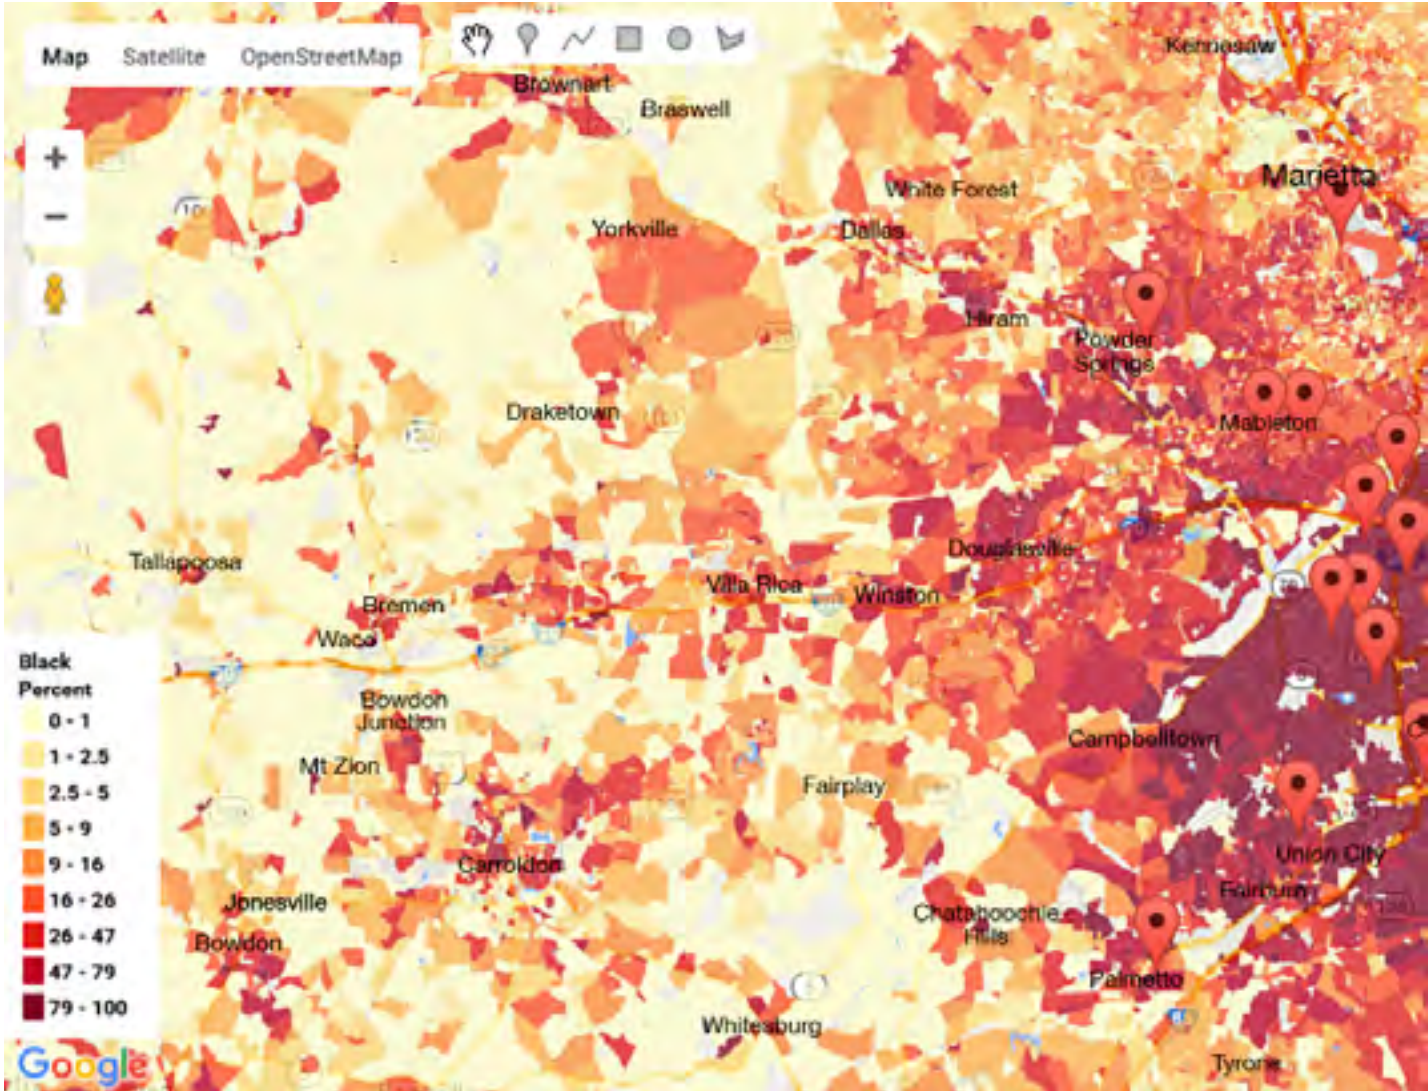 Map Satellite OpenStreetMap
Kennesaw
Brownart
Braswell
Marietta
White Forest
Yorkville
Dallas
Hiram
Powder
Springs
Draketown
Mableton
Douglasville
Tallapoosa
Villa Rica
Winston
Bremen
Waco
Black
Percent
0 - 1
1 - 2.5
2.5 - 5
5 - 9
9 - 16
16 - 26
26 - 47
47 - 79
79 - 100
Bowdon
Junction
Campbelltown
Mt Zion
Fairplay
Union City
Carrolldon
Fairburn
Jonesville
Chataboochie
Hills
Bowdon
Palmetto
Whitesburg
Tyrone
Google